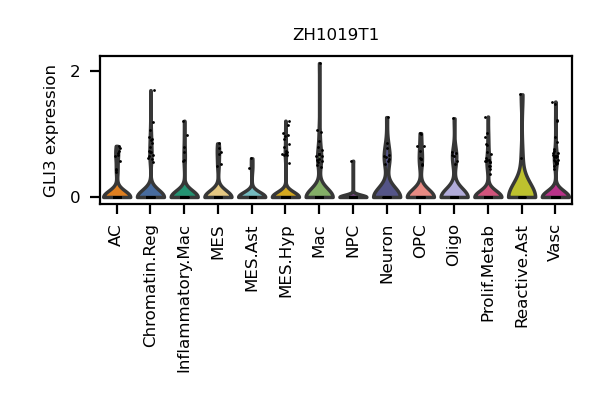 ZH1019T1
GLI3 expression
2
0
AC
Chromatin.Reg
Inflammatory.Mac
MES
MES.Ast
MES.Hyp
Mac
NPC
Neuron
OPC
Oligo
Prolif.Metab
Reactive.Ast
Vasc